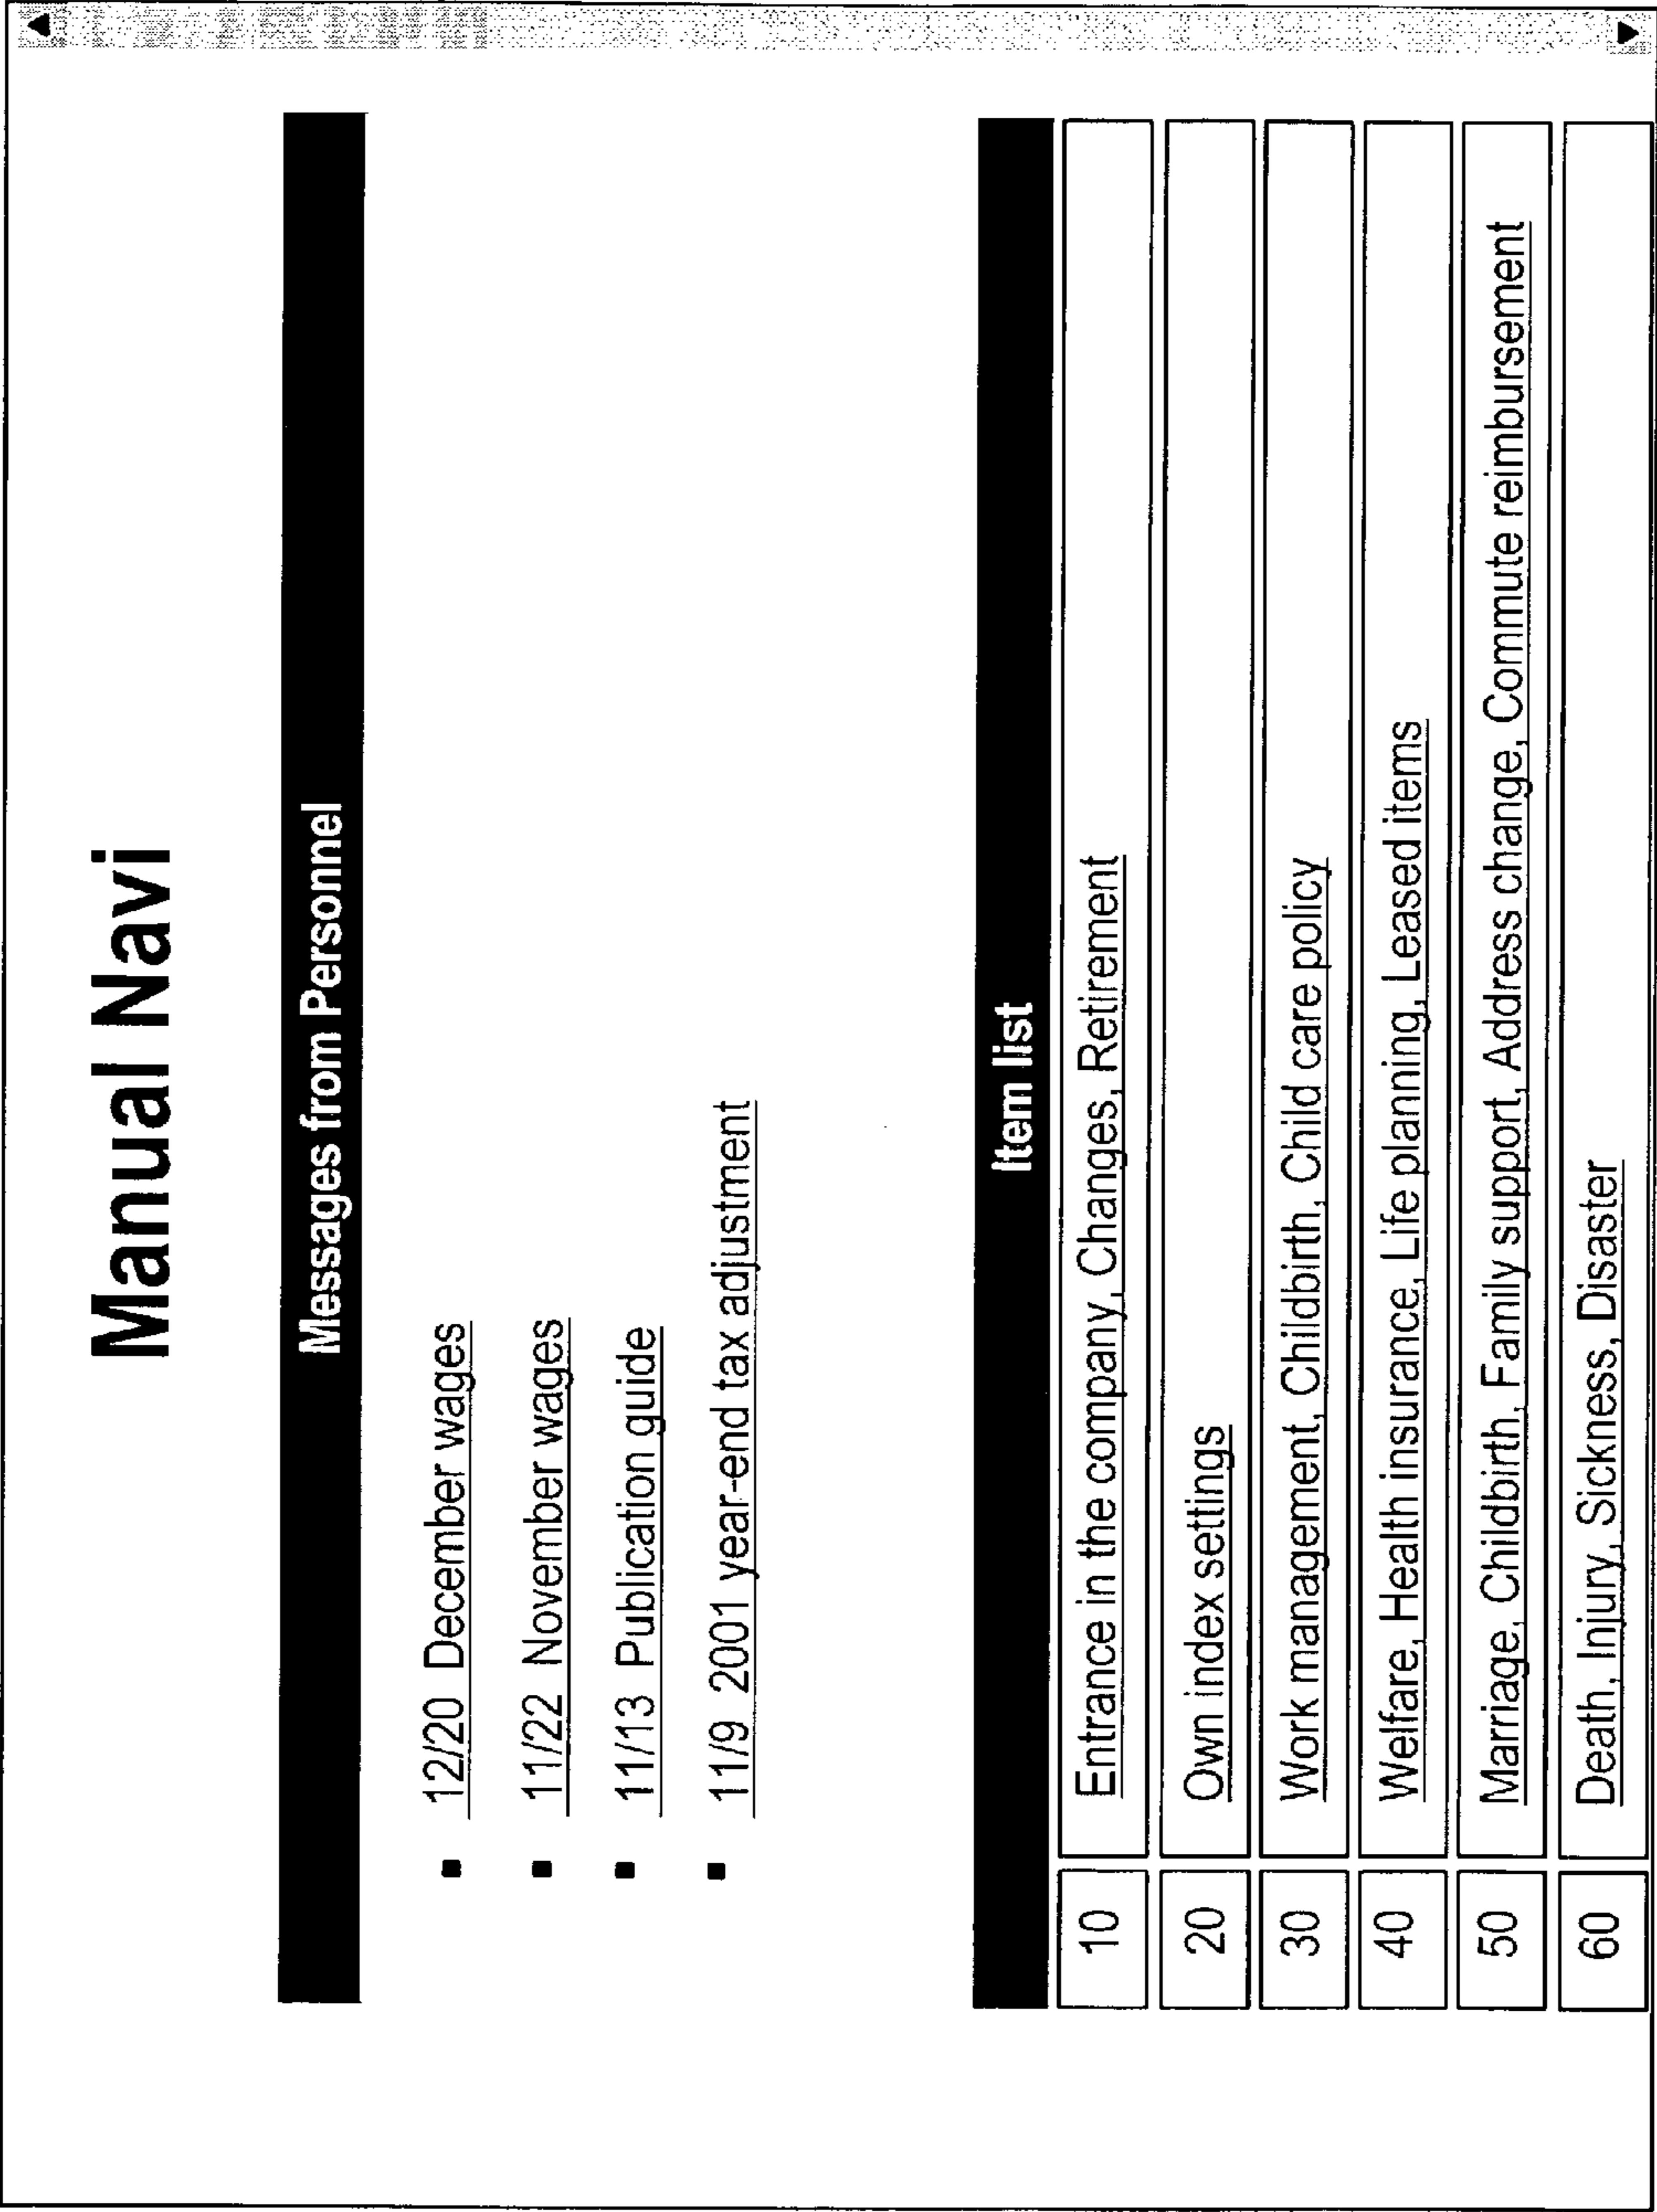 Manual Navi
Messages from Personnel
▪ 12/20 December wages
▪ 11/22 November wages
▪ 11/13 Publication guide
▪ 11/9 2001 year-end tax adjustment
Item list
10 Entrance in the company, Changes, Retirement
20 Own index settings
30 Work management, Childbirth, Child care policy
40 Welfare, Health insurance, Life planning, Leased items
50 Marriage, Childbirth, Family support, Address change, Commute reimbursement
60 Death, Injury, Sickness, Disaster